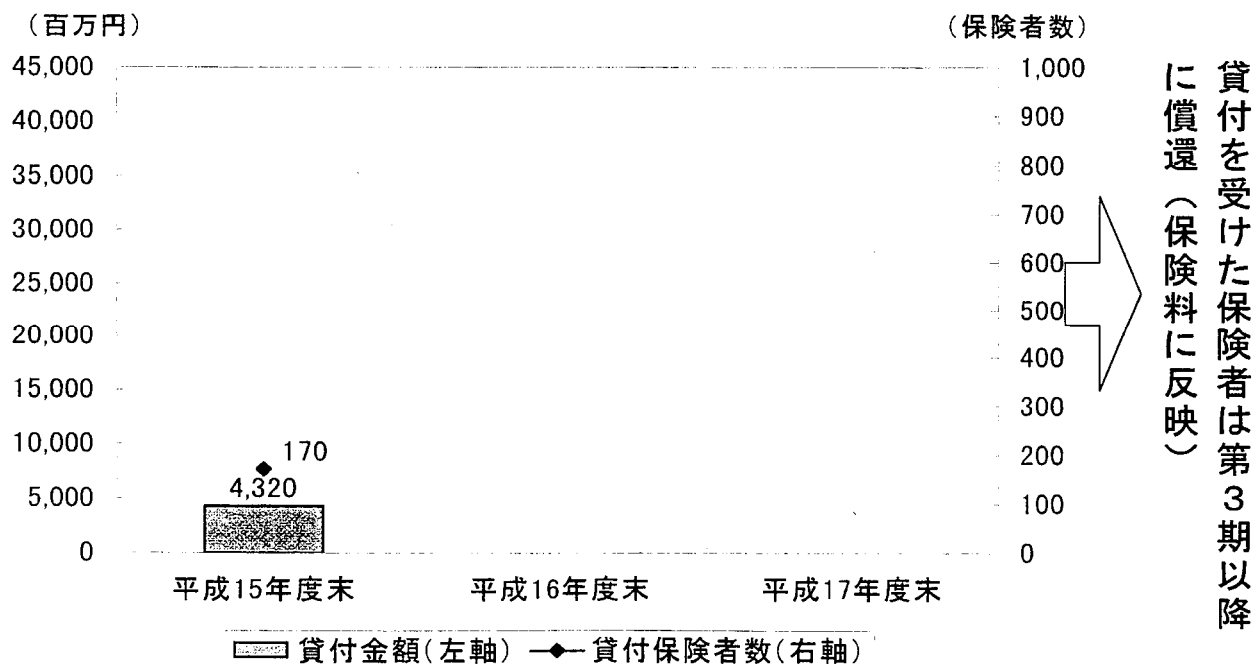 （百万円）
（保険者数）
45,000
40,000
35,000
30,000
25,000
20,000
15,000
10,000
5,000
0
1,000
900
800
700
600
500
400
300
200
100
0
170
4,320
平成15年度末
平成16年度末
平成17年度末
貸付金額（左軸）
貸付保険者数（右軸）
貸付を受けた保険者は第３期以降
に償還（保険料に反映）